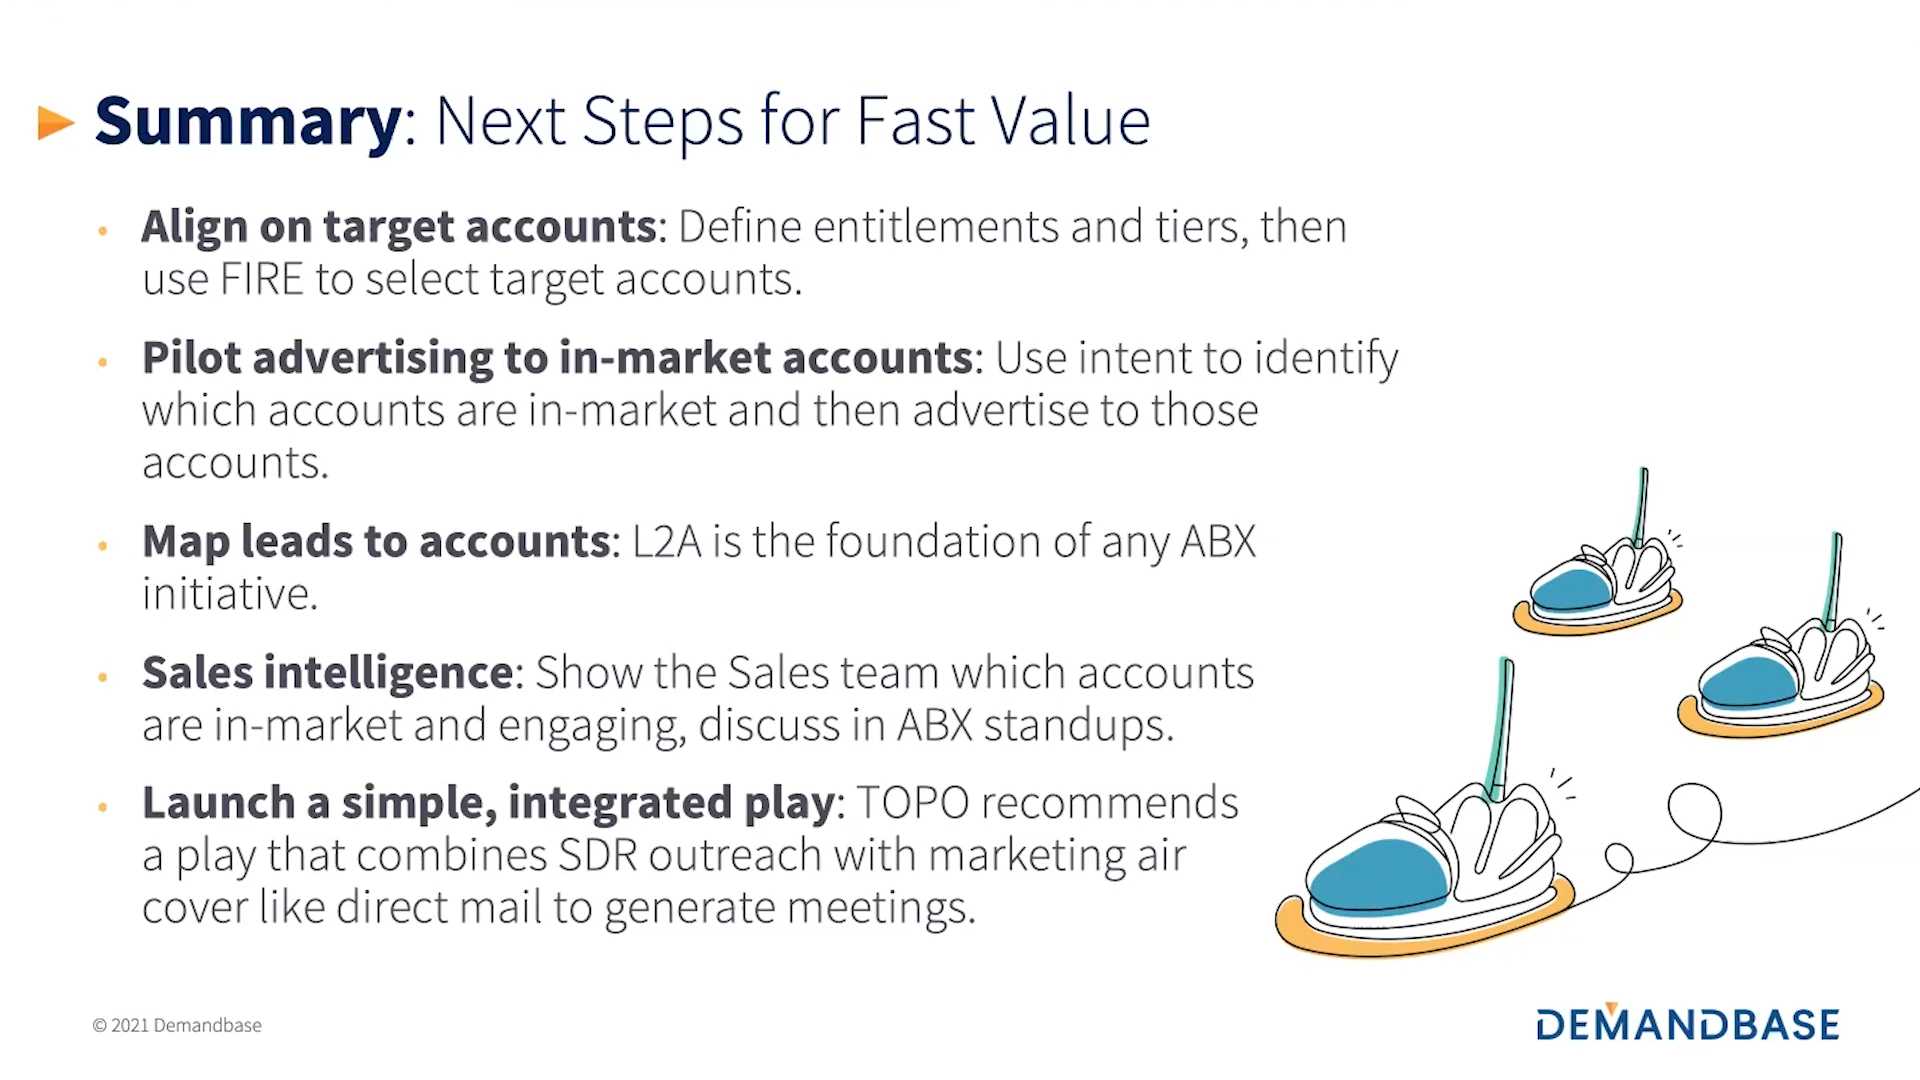 Summary: Next Steps for Fast Value
• Align on target accounts: Define entitlements and tiers, then
use FIRE to select target accounts.
• Pilot advertising to in-market accounts: Use intent to identify
which accounts are in-market and then advertise to those
accounts.
• Map leads to accounts: L2A is the foundation of any ABX
initiative.
• Sales intelligence: Show the Sales team which accounts
are in-market and engaging, discuss in ABX standups.
• Launch a simple, integrated play: TOPO recommends
a play that combines SDR outreach with marketing air
cover like direct mail to generate meetings.
© 2021 Demandbase
DEMANDBASE